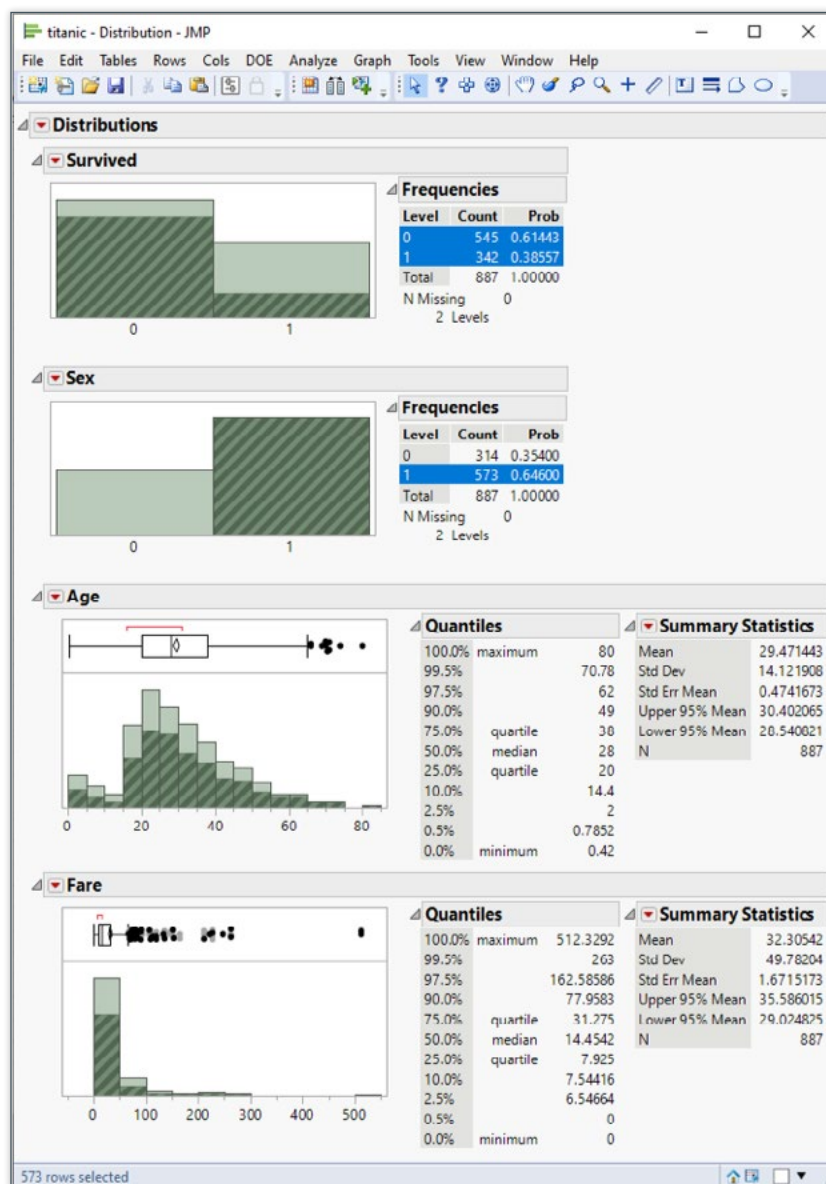 titanic - Distribution - JMP
File Edit Tables Rows Cols DOE Analyze Graph Tools View Window Help
Distributions
Survived
0 1
Frequencies
Level Count Prob
0 545 0.61443
1 342 0.38557
Total 887 1.00000
N Missing 0
2 Levels
Sex
0 1
Frequencies
Level Count Prob
0 314 0.35400
1 573 0.64600
Total 887 1.00000
N Missing 0
2 Levels
Age
0 20 40 60 80
Quantiles
100.0% maximum 80
99.5% 70.78
97.5% 62
90.0% 49
75.0% quartile 38
50.0% median 28
25.0% quartile 20
10.0% 14.4
2.5% 2
0.5% 0.7852
0.0% minimum 0.42
Summary Statistics
Mean 29.471443
Std Dev 14.121908
Std Err Mean 0.4741673
Upper 95% Mean 30.402065
Lower 95% Mean 28.540821
N 887
Fare
0 100 200 300 400 500
Quantiles
100.0% maximum 512.3292
99.5% 263
97.5% 162.58586
90.0% 77.9583
75.0% quartile 31.275
50.0% median 14.4542
25.0% quartile 7.925
10.0% 7.54416
2.5% 6.54664
0.5% 0
0.0% minimum 0
Summary Statistics
Mean 32.30542
Std Dev 49.78204
Std Err Mean 1.6715173
Upper 95% Mean 35.586015
Lower 95% Mean 29.024825
N 887
573 rows selected